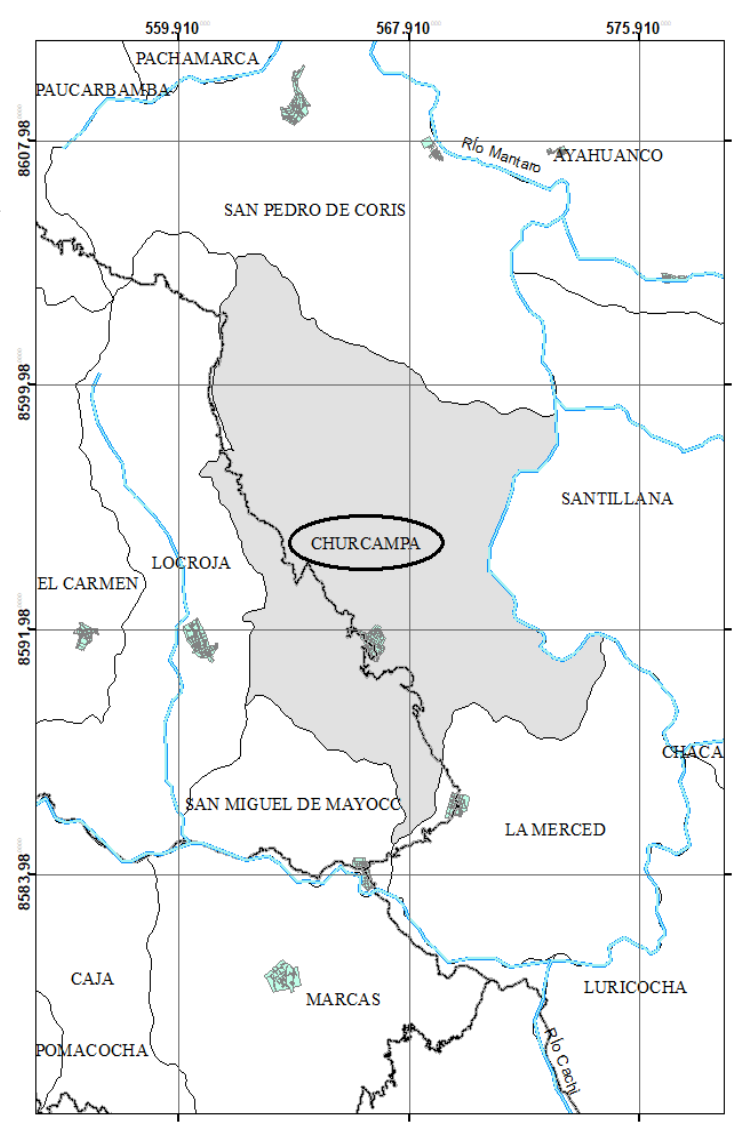 559.910 567.910 575.910
PACHAMARCA
PAUCARBAMBA
8607.98
Río Mantaro
AYAHUANCO
SAN PEDRO DE CORIS
8599.98
SANTILLANA
CHURCAMPA
LOCROJA
EL CARMEN
8591.98
CHACA
SAN MIGUEL DE MAYOCC
LA MERCED
8583.98
CAJA
LURICOCHA
MARCAS
POMACOCHA
Río Cachi